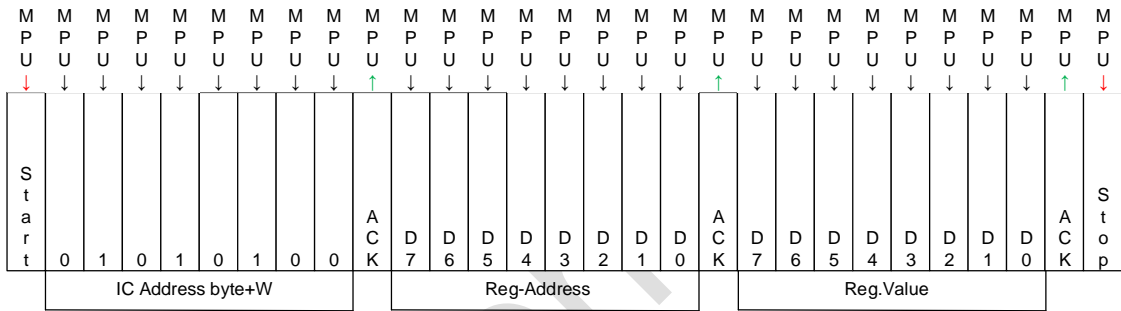 MPU MPU MPU MPU MPU MPU MPU MPU MPU MPU MPU MPU MPU MPU MPU MPU MPU MPU MPU MPU MPU MPU MPU MPU MPU MPU MPU MPU MPU
↓ ↓ ↓ ↓ ↓ ↓ ↓ ↓ ↓ ↑ ↓ ↓ ↓ ↓ ↓ ↓ ↓ ↓ ↑ ↓ ↓ ↓ ↓ ↓ ↓ ↓ ↓ ↑ ↓
Start 0 1 0 1 0 1 0 0 ACK D7 D6 D5 D4 D3 D2 D1 D0 ACK D7 D6 D5 D4 D3 D2 D1 D0 ACK Stop
IC Address byte+W Reg-Address Reg.Value